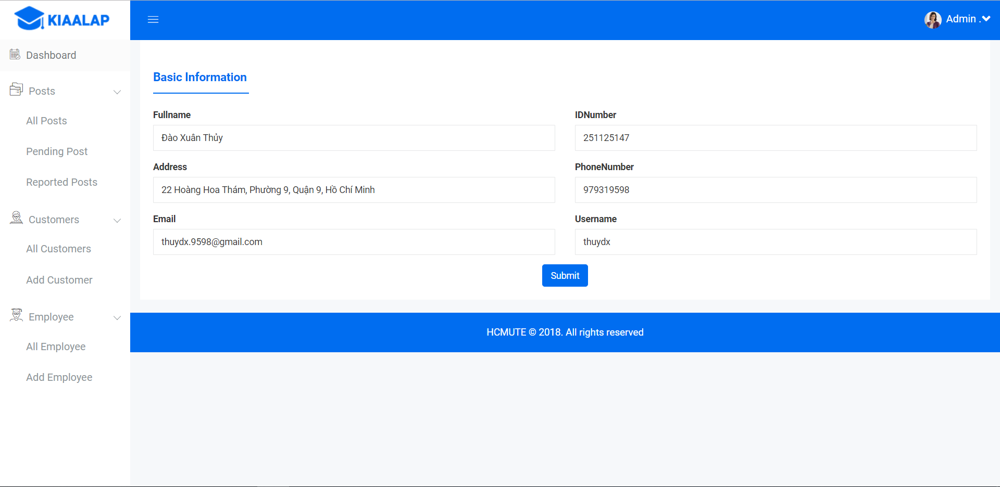 KIAALAP
Admin .
Dashboard
Posts
All Posts
Pending Post
Reported Posts
Customers
All Customers
Add Customer
Employee
All Employee
Add Employee
Basic Information
Fullname
Đào Xuân Thủy
IDNumber
251125147
Address
22 Hoàng Hoa Thám, Phường 9, Quận 9, Hồ Chí Minh
PhoneNumber
979319598
Email
thuydx.9598@gmail.com
Username
thuydx
Submit
HCMUTE © 2018. All rights reserved